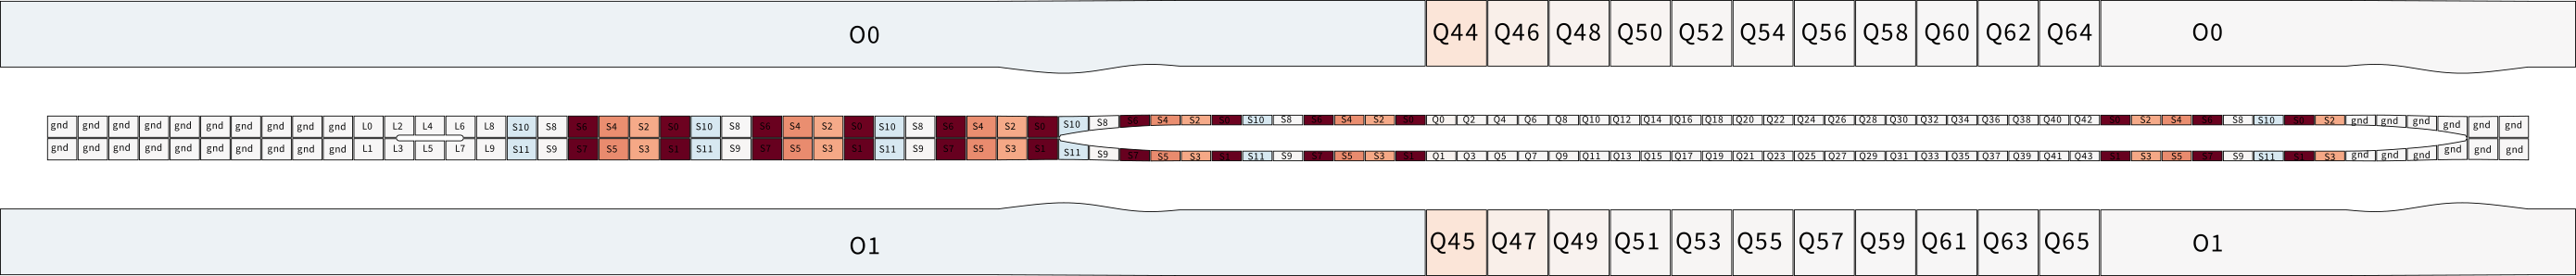 O0 Q44 Q46 Q48 Q50 Q52 Q54 Q56 Q58 Q60 Q62 Q64 O0
gnd gnd gnd gnd gnd gnd gnd gnd gnd gnd L0 L2 L4 L6 L8 S10 S8 S6 S4 S2 S0 S10 S8 S6 S4 S2 S0 S10 S8 S6 S4 S2 S0 S10 S8 S6 S4 S2 S0 S10 S8 S6 S4 S2 S0 Q0 Q2 Q4 Q6 Q8 Q10 Q12 Q14 Q16 Q18 Q20 Q22 Q24 Q26 Q28 Q30 Q32 Q34 Q36 Q38 Q40 Q42 S0 S2 S4 S6 S8 S10 S0 S2 gnd gnd gnd gnd gnd gnd
gnd gnd gnd gnd gnd gnd gnd gnd gnd gnd L1 L3 L5 L7 L9 S11 S9 S7 S5 S3 S1 S11 S9 S7 S5 S3 S1 S11 S9 S7 S5 S3 S1 S11 S9 S7 S5 S3 S1 S11 S9 S7 S5 S3 S1 Q1 Q3 Q5 Q7 Q9 Q11 Q13 Q15 Q17 Q19 Q21 Q23 Q25 Q27 Q29 Q31 Q33 Q35 Q37 Q39 Q41 Q43 S1 S3 S5 S7 S9 S11 S1 S3 gnd gnd gnd gnd gnd gnd
O1 Q45 Q47 Q49 Q51 Q53 Q55 Q57 Q59 Q61 Q63 Q65 O1